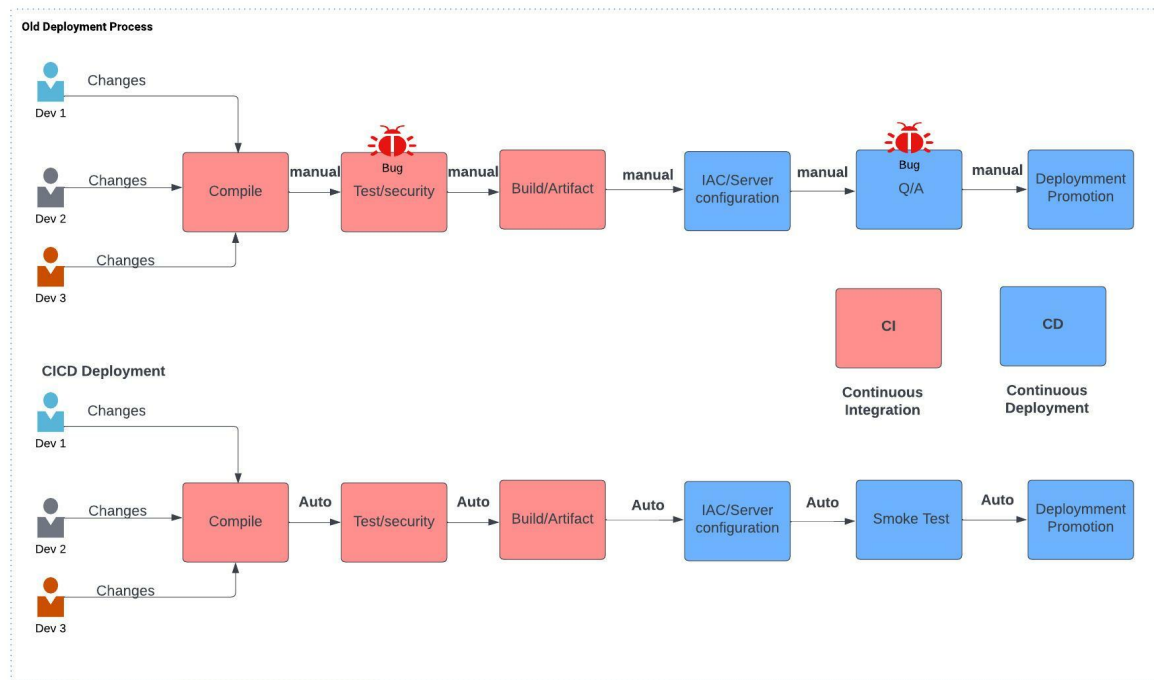 Old Deployment Process
Changes
Dev 1
Changes
Dev 2
Changes
Dev 3
Compile
manual
Bug
Test/security
manual
Build/Artifact
manual
IAC/Server
configuration
manual
Bug
Q/A
manual
Deploymment
Promotion
CI
Continuous
Integration
CD
Continuous
Deployment
CICD Deployment
Changes
Dev 1
Changes
Dev 2
Changes
Dev 3
Compile
Auto
Test/security
Auto
Build/Artifact
Auto
IAC/Server
configuration
Auto
Smoke Test
Auto
Deploymment
Promotion